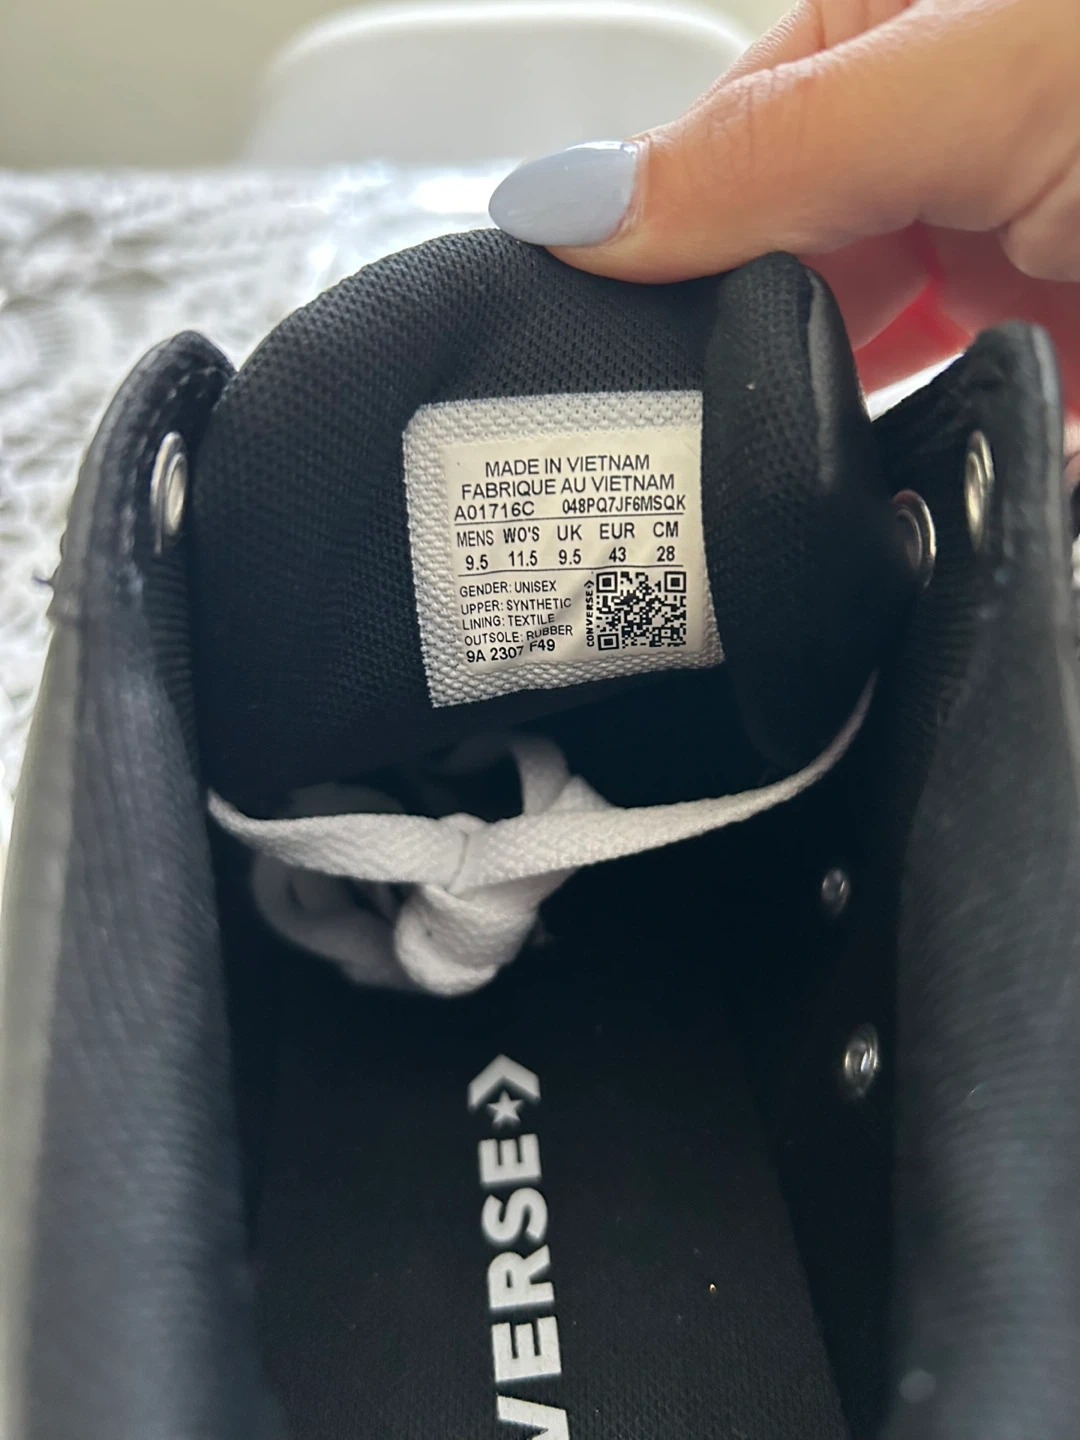 MADE IN VIETNAM
FABRIQUE AU VIETNAM
A01716C 048PQ7JF6MSQK
MENS WO'S UK EUR CM
9.5 11.5 9.5 43 28
GENDER: UNISEX
UPPER: SYNTHETIC
LINING: TEXTILE
OUTSOLE: RUBBER
9A 2307 F49
CONVERSE
VERSE